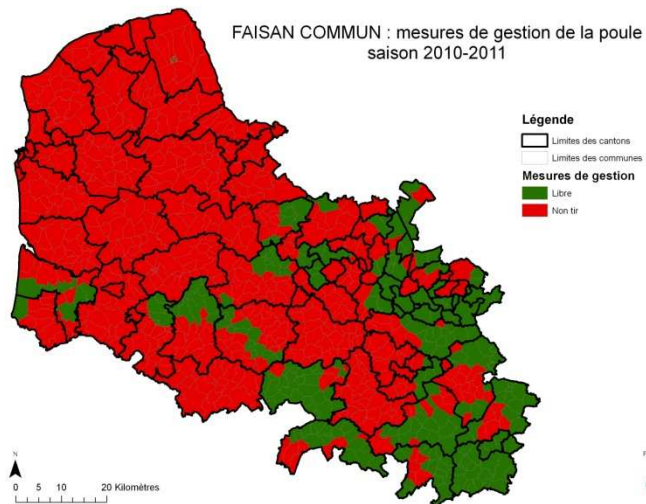 FAISAN COMMUN : mesures de gestion de la poule
saison 2010-2011
Légende
Limites des cantons
Limites des communes
Mesures de gestion
Libre
Non tir
N
0 5 10 20 Kilomètres